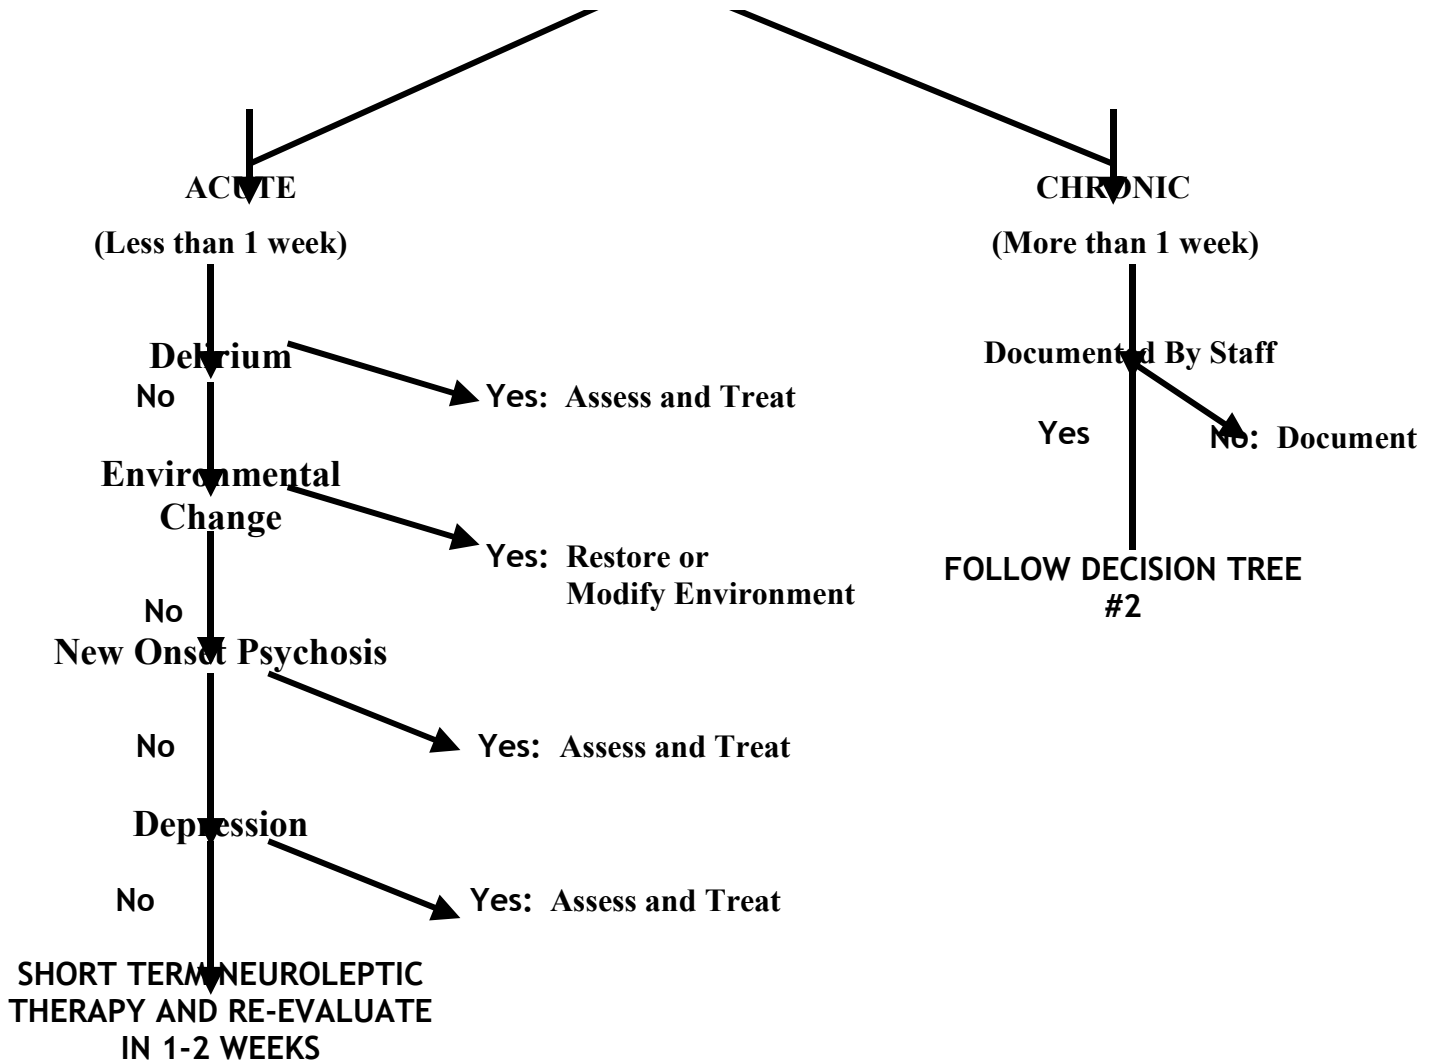 ACUTE
(Less than 1 week)
Delirium
No
Yes: Assess and Treat
Environmental
Change
Yes: Restore or
Modify Environment
No
New Onset Psychosis
No
Yes: Assess and Treat
Depression
No
Yes: Assess and Treat
SHORT TERM NEUROLEPTIC
THERAPY AND RE-EVALUATE
IN 1-2 WEEKS
CHRONIC
(More than 1 week)
Documented By Staff
Yes
No: Document
FOLLOW DECISION TREE
#2